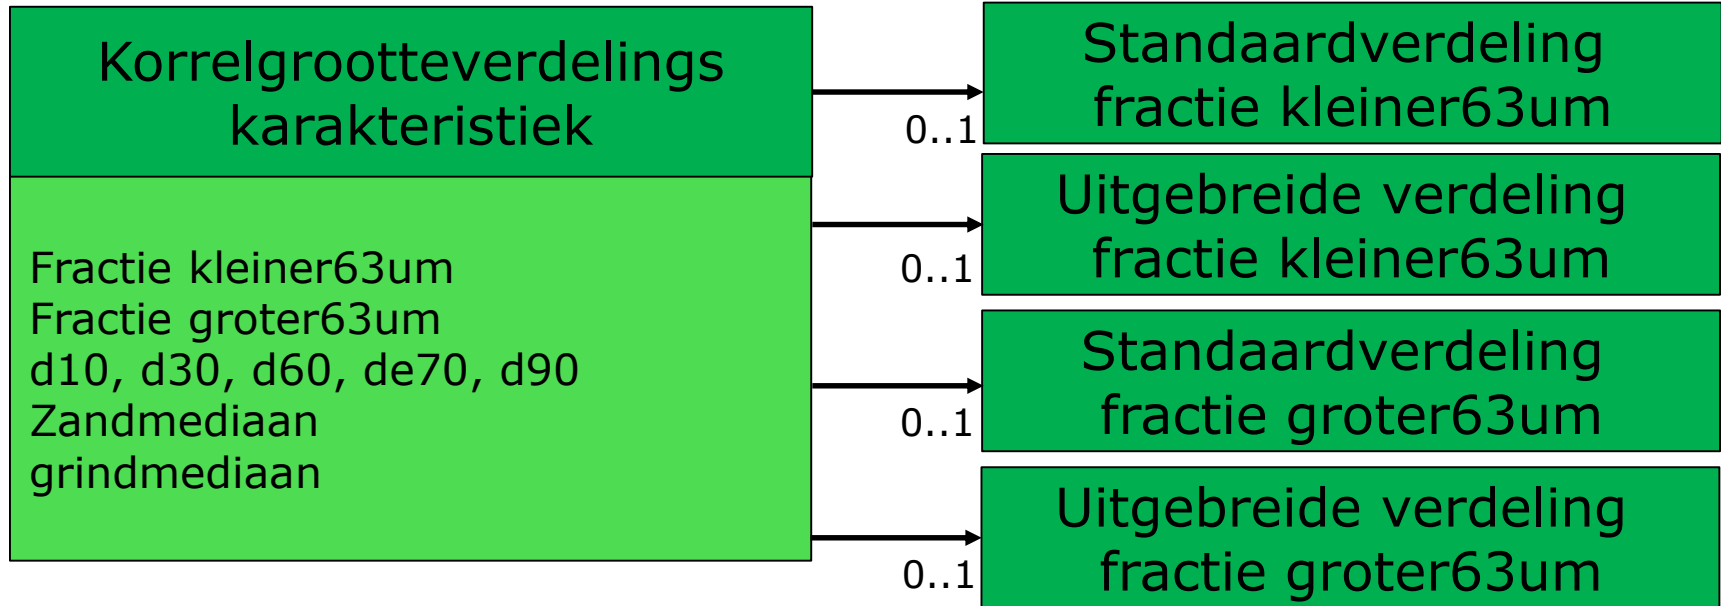 Korrelgrootteverdelings
karakteristiek
Fractie kleiner63um
Fractie groter63um
d10, d30, d60, de70, d90
Zandmediaan
grindmediaan
0..1
Standaardverdeling
fractie kleiner63um
0..1
Uitgebreide verdeling
fractie kleiner63um
0..1
Standaardverdeling
fractie groter63um
0..1
Uitgebreide verdeling
fractie groter63um